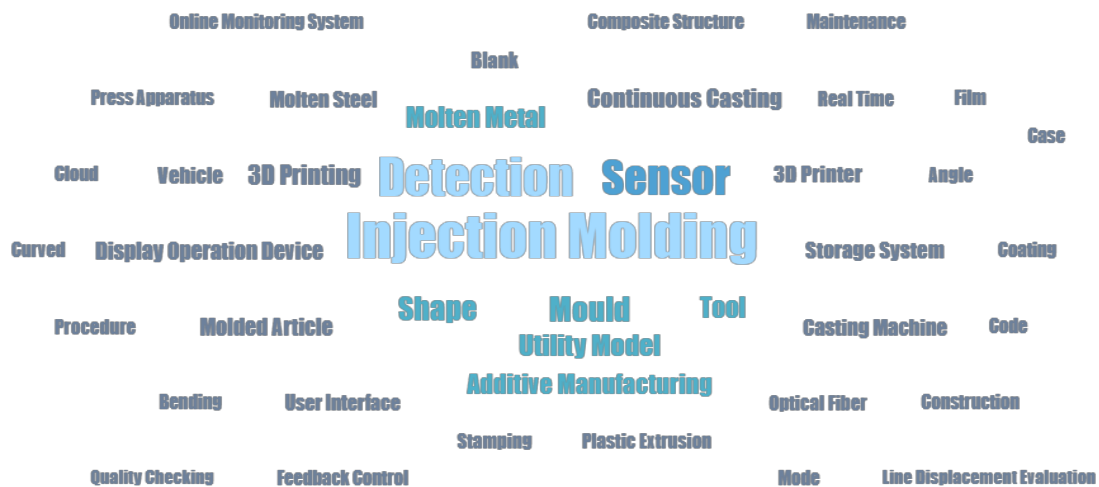 Online Monitoring System Composite Structure Maintenance
Blank
Press Apparatus Molten Steel Continuous Casting Real Time Film
Molten Metal
Case
Cloud Vehicle 3D Printing Detection Sensor 3D Printer Angle
Curved Display Operation Device Injection Molding Storage System Coating
Shape Mould Tool
Procedure Molded Article Casting Machine Code
Utility Model
Additive Manufacturing
Bending User Interface Optical Fiber Construction
Stamping Plastic Extrusion
Quality Checking Feedback Control Mode Line Displacement Evaluation